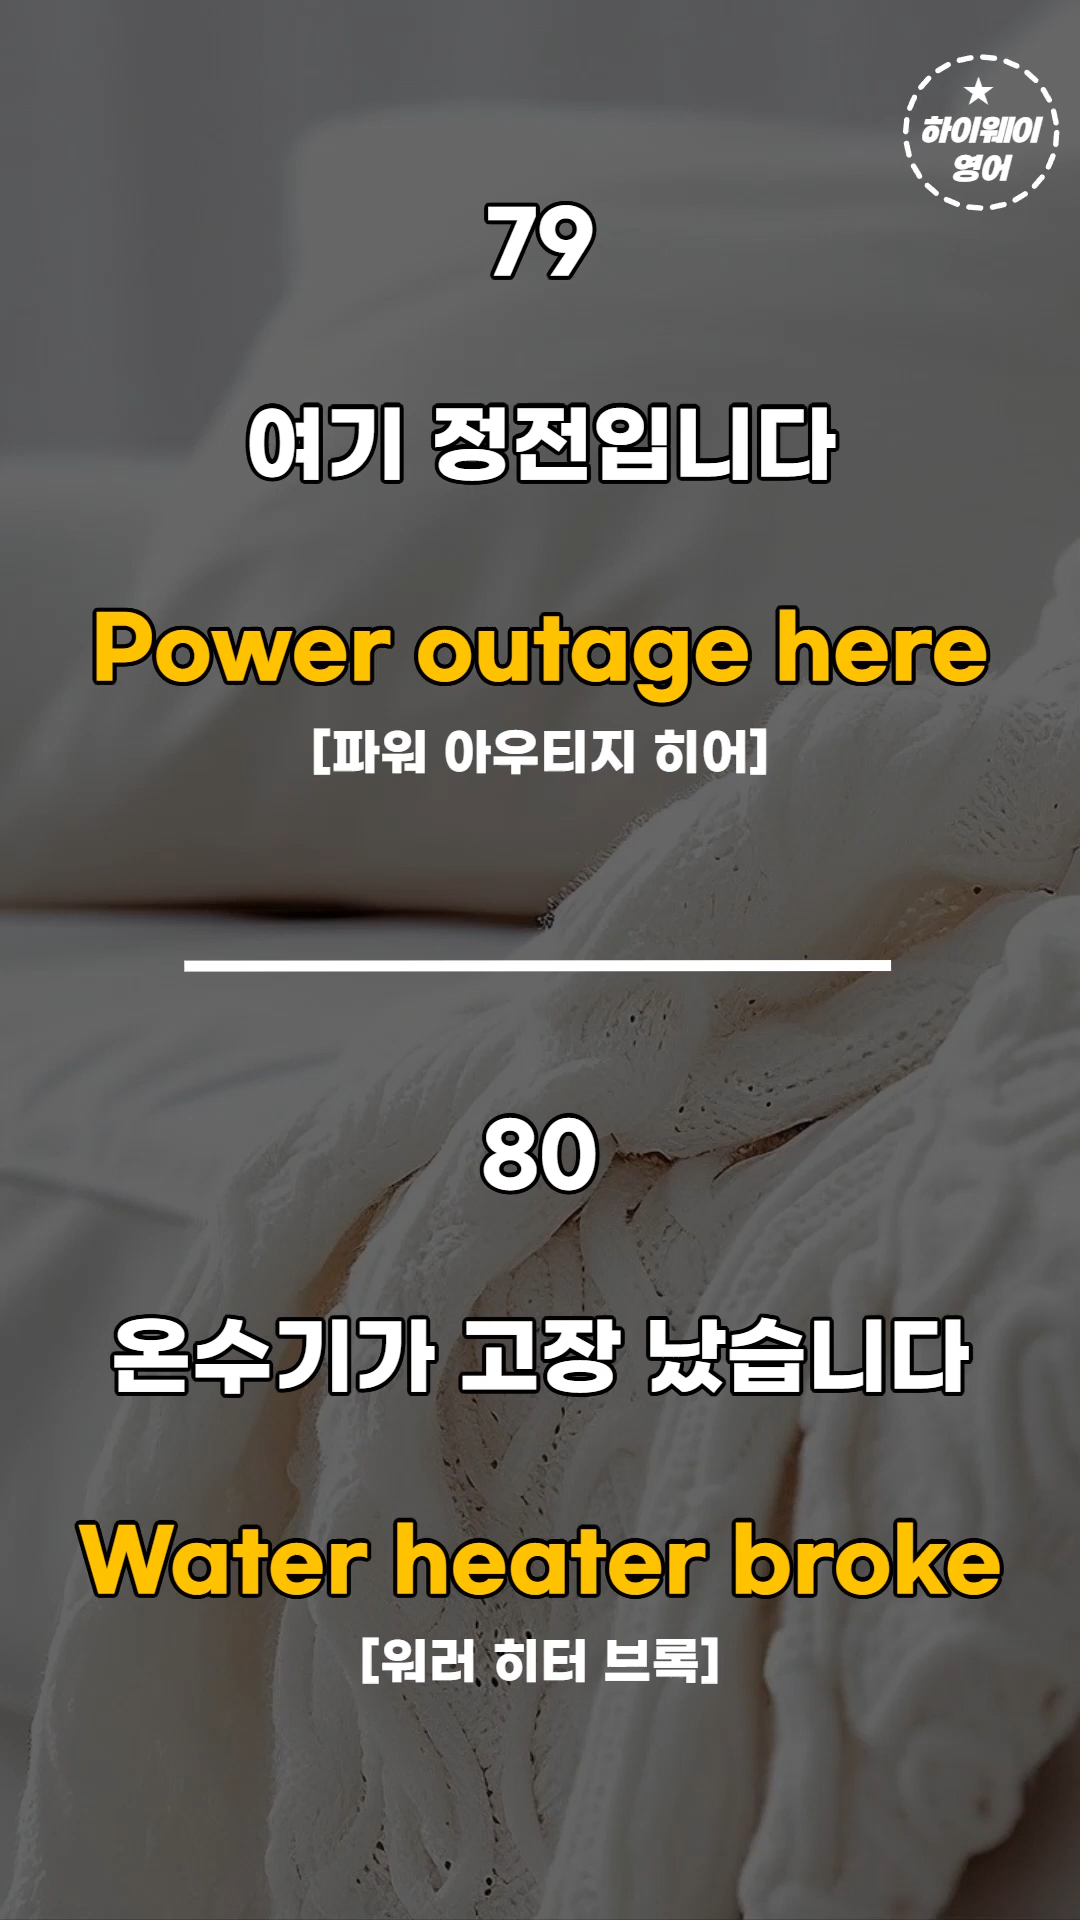 ★
하이웨이
영어
79
여기 정전입니다
Power outage here
[파워 아우티지 히어]
80
온수기가 고장 났습니다
Water heater broke
[워러 히터 브록]